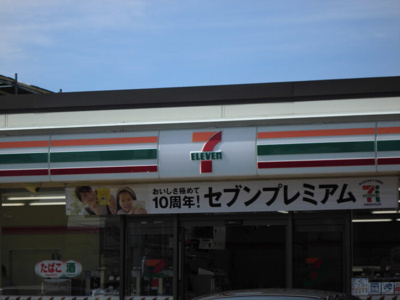 7
ELEVEN
おいしさ極めて
10周年!
セブンプレミアム
たばこ 酒